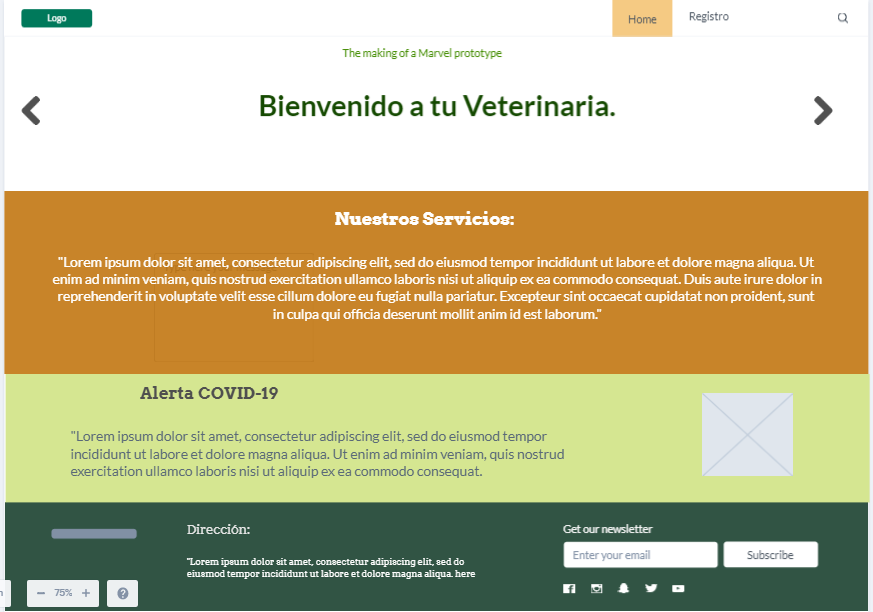 Logo
Home
Registro
The making of a Marvel prototype
Bienvenido a tu Veterinaria.
Nuestros Servicios:
"Lorem ipsum dolor sit amet, consectetur adipiscing elit, sed do eiusmod tempor incididunt ut labore et dolore magna aliqua. Ut
enim ad minim veniam, quis nostrud exercitation ullamco laboris nisi ut aliquip ex ea commodo consequat. Duis aute irure dolor in
reprehenderit in voluptate velit esse cillum dolore eu fugiat nulla pariatur. Excepteur sint occaecat cupidatat non proident, sunt
in culpa qui officia deserunt mollit anim id est laborum."
Alerta COVID-19
"Lorem ipsum dolor sit amet, consectetur adipiscing elit, sed do eiusmod tempor
incididunt ut labore et dolore magna aliqua. Ut enim ad minim veniam, quis nostrud
exercitation ullamco laboris nisi ut aliquip ex ea commodo consequat.
Dirección:
"Lorem ipsum dolor sit amet, consectetur adipiscing elit, sed do
eiusmod tempor incididunt ut labore et dolore magna aliqua. here
Get our newsletter
Enter your email
Subscribe
− 75% +
?